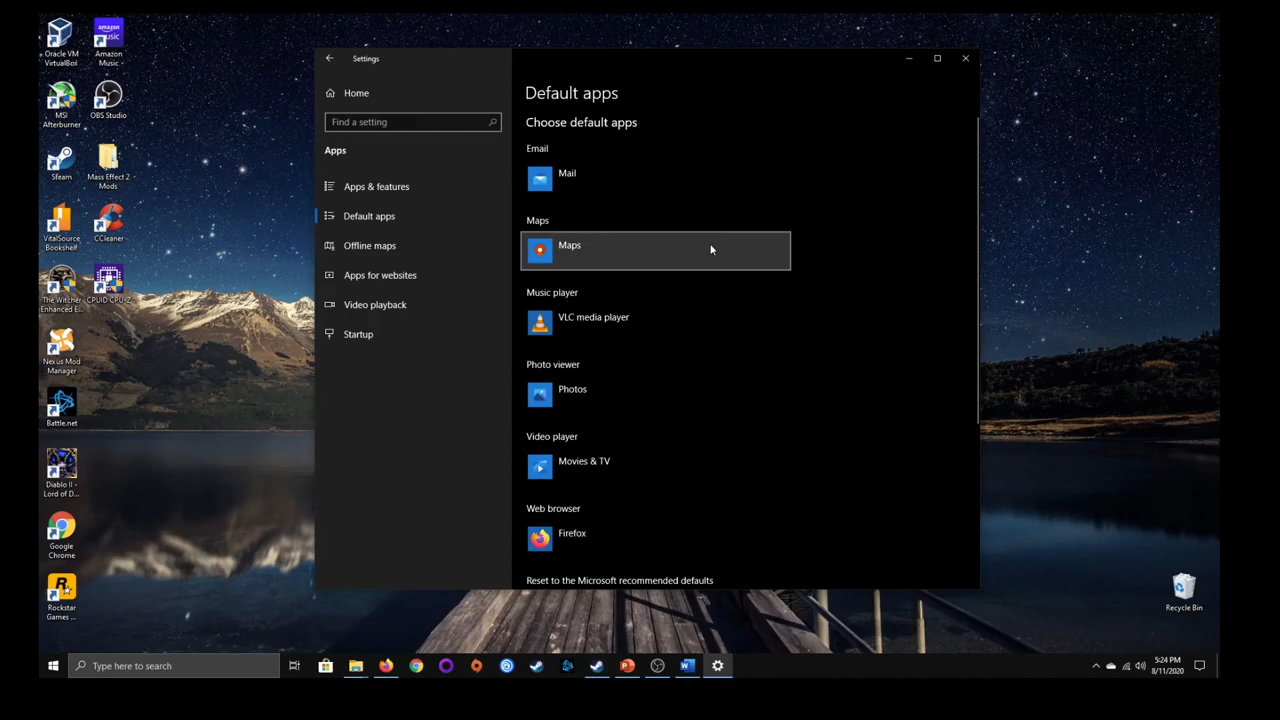 Oracle VM
VirtualBox
amazon
music
Amazon
Music
MSI
Afterburner
OBS Studio
Steam
Mass Effect 2
Mods
VitalSource
Bookshelf
CCleaner
The Witcher
Enhanced E...
CPUID CPU-Z
Nexus Mod
Manager
Battle.net
Diablo II -
Lord of D...
Google
Chrome
R
Rockstar
Games ...
Settings
Home
Find a setting
Apps
Apps & features
Default apps
Offline maps
Apps for websites
Video playback
Startup
Default apps
Choose default apps
Email
Mail
Maps
Maps
Music player
VLC media player
Photo viewer
Photos
Video player
Movies & TV
Web browser
Firefox
Reset to the Microsoft recommended defaults
Recycle Bin
Type here to search
5:24 PM
8/11/2020